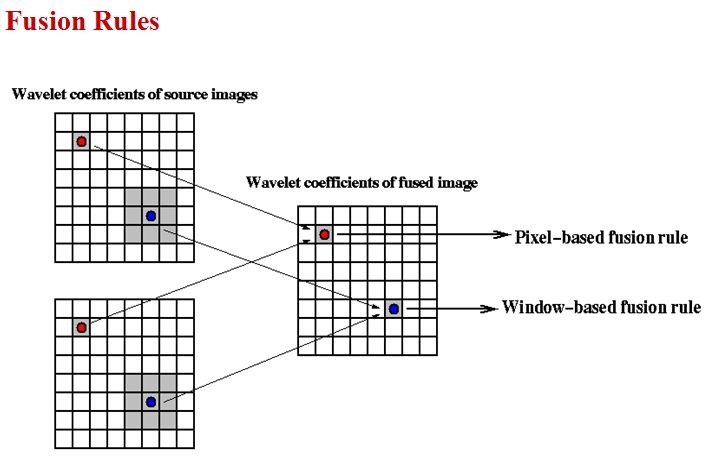 Fusion Rules
Wavelet coefficients of source images
Wavelet coefficients of fused image
Pixel-based fusion rule
Window-based fusion rule